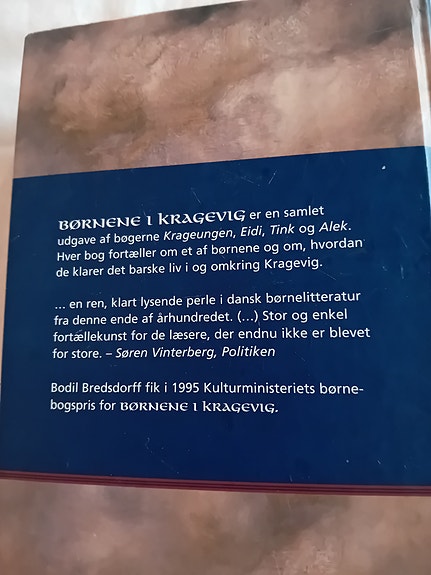 BØRNENE I KRAGEVIG er en samlet
udgave af bøgerne Krageungen, Eidi, Tink og Alek.
Hver bog fortæller om et af børnene og om, hvordan
de klarer det barske liv i og omkring Kragevig.
... en ren, klart lysende perle i dansk børnelitteratur
fra denne ende af århundredet. (...) Stor og enkel
fortællekunst for de læsere, der endnu ikke er blevet
for store. – Søren Vinterberg, Politiken
Bodil Bredsdorff fik i 1995 Kulturministeriets børne-
bogspris for BØRNENE I KRAGEVIG.